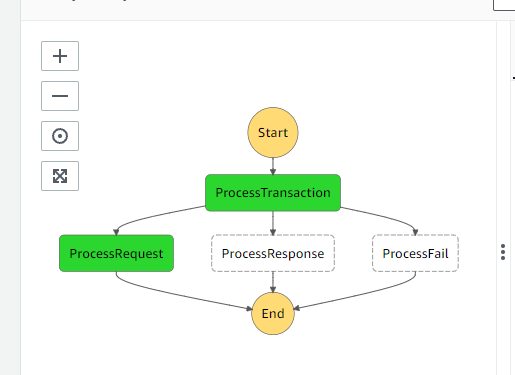 Start
ProcessTransaction
ProcessRequest
ProcessResponse
ProcessFail
End